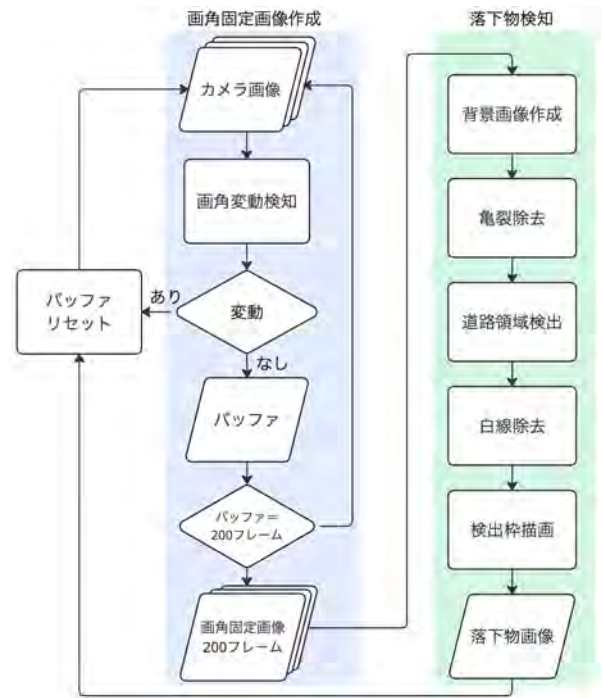 画角固定画像作成
カメラ画像
画角変動検知
変動
あり
バッファ
リセット
なし
バッファ
バッファ＝
200フレーム
画角固定画像
200フレーム
落下物検知
背景画像作成
亀裂除去
道路領域検出
白線除去
検出枠描画
落下物画像